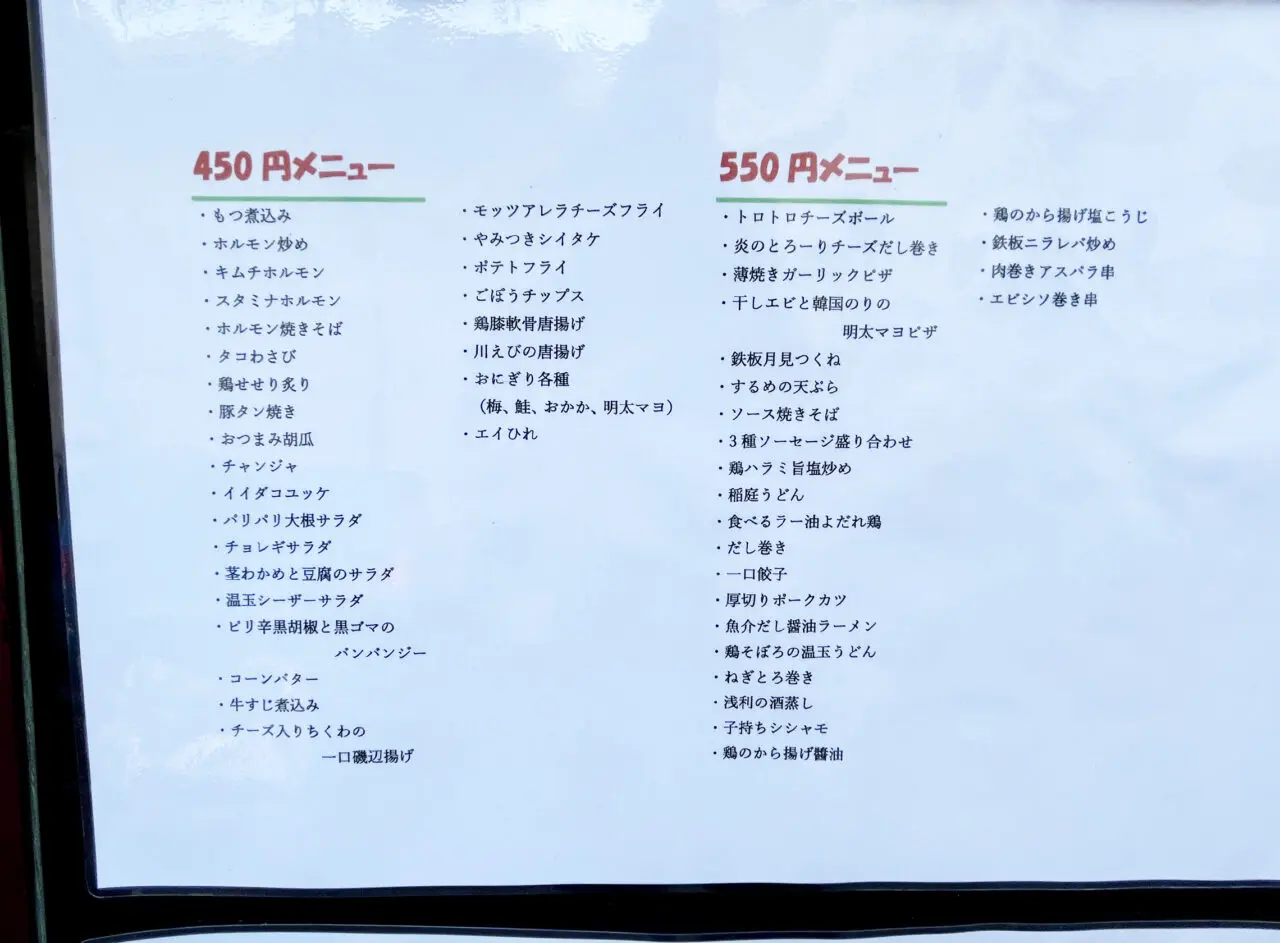 450円メニュー
・もつ煮込み
・ホルモン炒め
・キムチホルモン
・スタミナホルモン
・ホルモン焼きそば
・タコわさび
・鶏せせり炙り
・豚タン焼き
・おつまみ胡瓜
・チャンジャ
・イイダコユッケ
・パリパリ大根サラダ
・チョレギサラダ
・茎わかめと豆腐のサラダ
・温玉シーザーサラダ
・ピリ辛黒胡椒と黒ゴマの
バンバンジー
・コーンバター
・牛すじ煮込み
・チーズ入りちくわの
一口磯辺揚げ
・モッツアレラチーズフライ
・やみつきシイタケ
・ポテトフライ
・ごぼうチップス
・鶏膝軟骨唐揚げ
・川えびの唐揚げ
・おにぎり各種
（梅、鮭、おかか、明太マヨ）
・エイひれ
550円メニュー
・トロトロチーズボール
・炎のとろーりチーズだし巻き
・薄焼きガーリックピザ
・干しエビと韓国のりの
明太マヨピザ
・鉄板月見つくね
・するめの天ぷら
・ソース焼きそば
・3種ソーセージ盛り合わせ
・鶏ハラミ旨塩炒め
・稲庭うどん
・食べるラー油よだれ鶏
・だし巻き
・一口餃子
・厚切りポークカツ
・魚介だし醤油ラーメン
・鶏そぼろの温玉うどん
・ねぎとろ巻き
・浅利の酒蒸し
・子持ちシシャモ
・鶏のから揚げ醬油
・鶏のから揚げ塩こうじ
・鉄板ニラレバ炒め
・肉巻きアスパラ串
・エビシソ巻き串